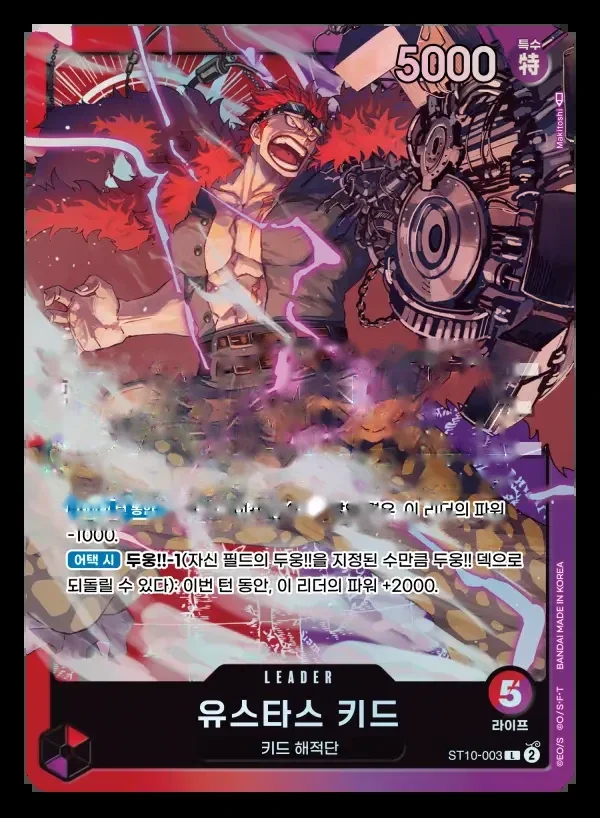 5000
특수
特
Makitoshi
턴 동안
이 리더의 파워
-1000.
어택 시 두웅!!-1(자신 필드의 두웅!!을 지정된 수만큼 두웅!! 덱으로
되돌릴 수 있다): 이번 턴 동안, 이 리더의 파워 +2000.
LEADER
유스타스 키드
키드 해적단
5
라이프
ST10-003 L 2
©EO/S ©O/S·F·T BANDAI MADE IN KOREA